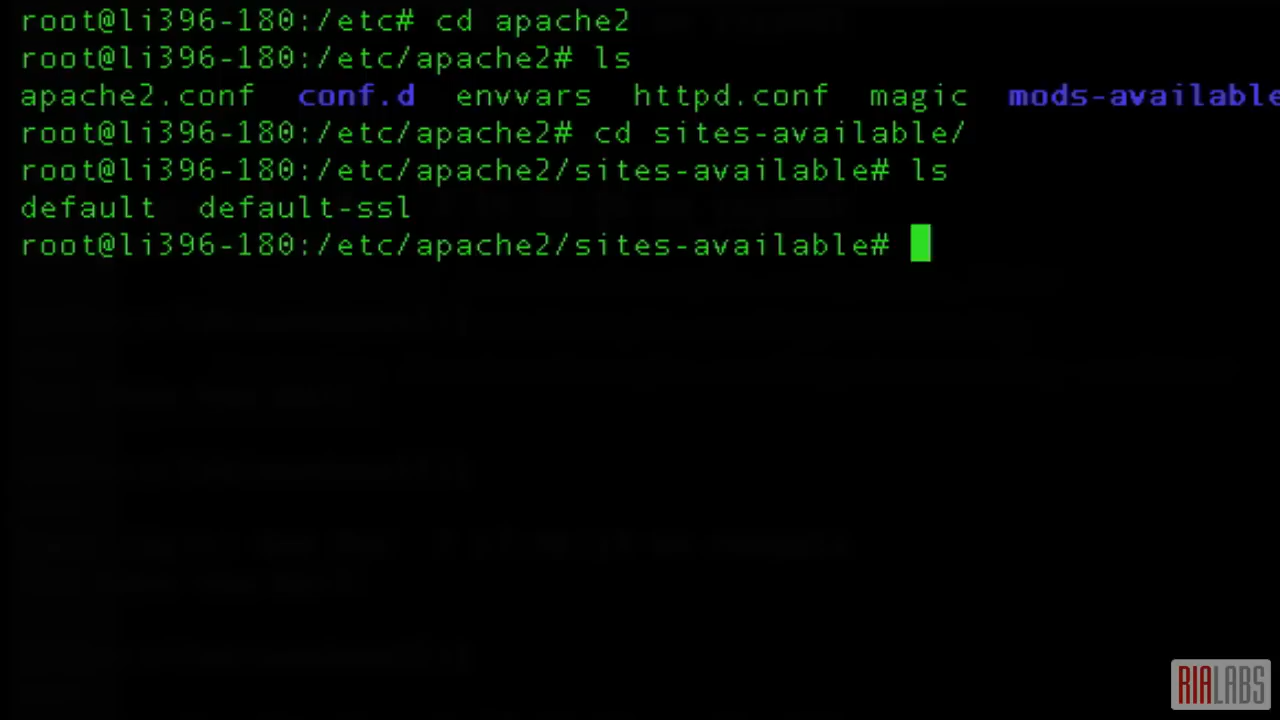 root@li396-180:/etc# cd apache2
root@li396-180:/etc/apache2# ls
apache2.conf  conf.d  envvars  httpd.conf  magic  mods-available
root@li396-180:/etc/apache2# cd sites-available/
root@li396-180:/etc/apache2/sites-available# ls
default  default-ssl
root@li396-180:/etc/apache2/sites-available#
RIALABS